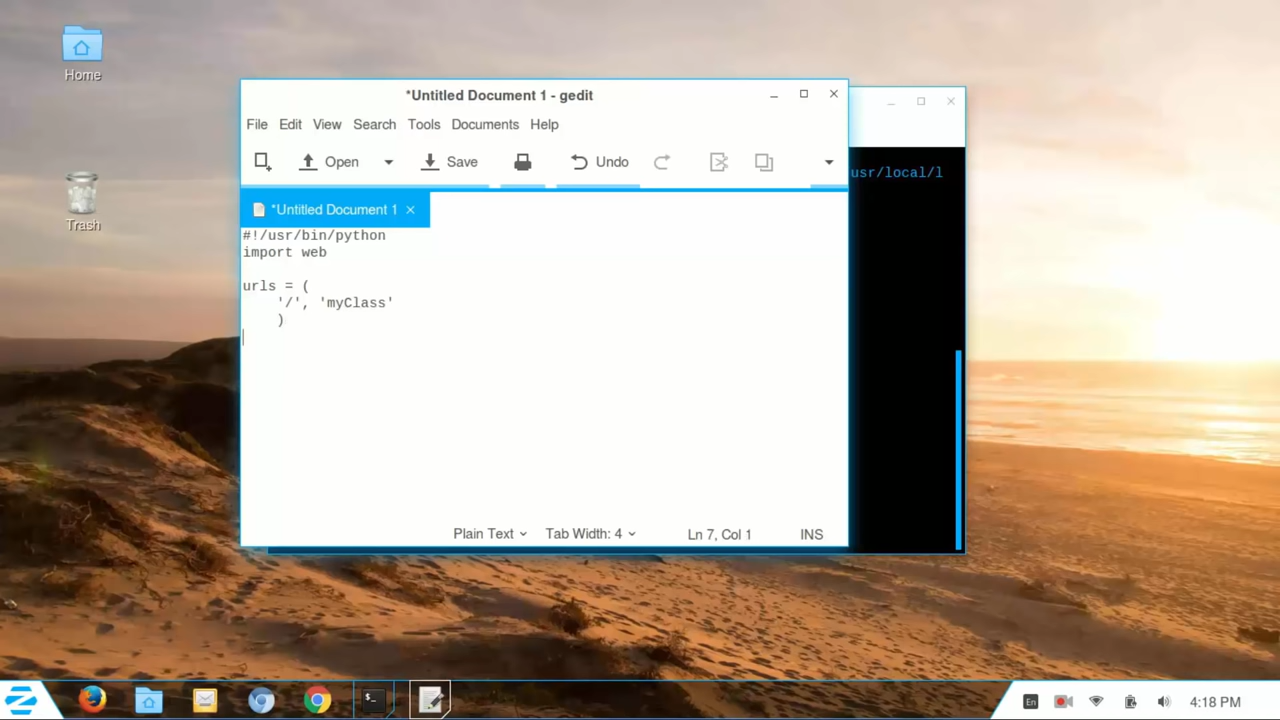 Home
Trash
*Untitled Document 1 - gedit
File Edit View Search Tools Documents Help
Open Save Undo
*Untitled Document 1
#!/usr/bin/python
import web
urls = (
'/', 'myClass'
)
usr/local/l
Plain Text Tab Width: 4 Ln 7, Col 1 INS
$_
En 4:18 PM